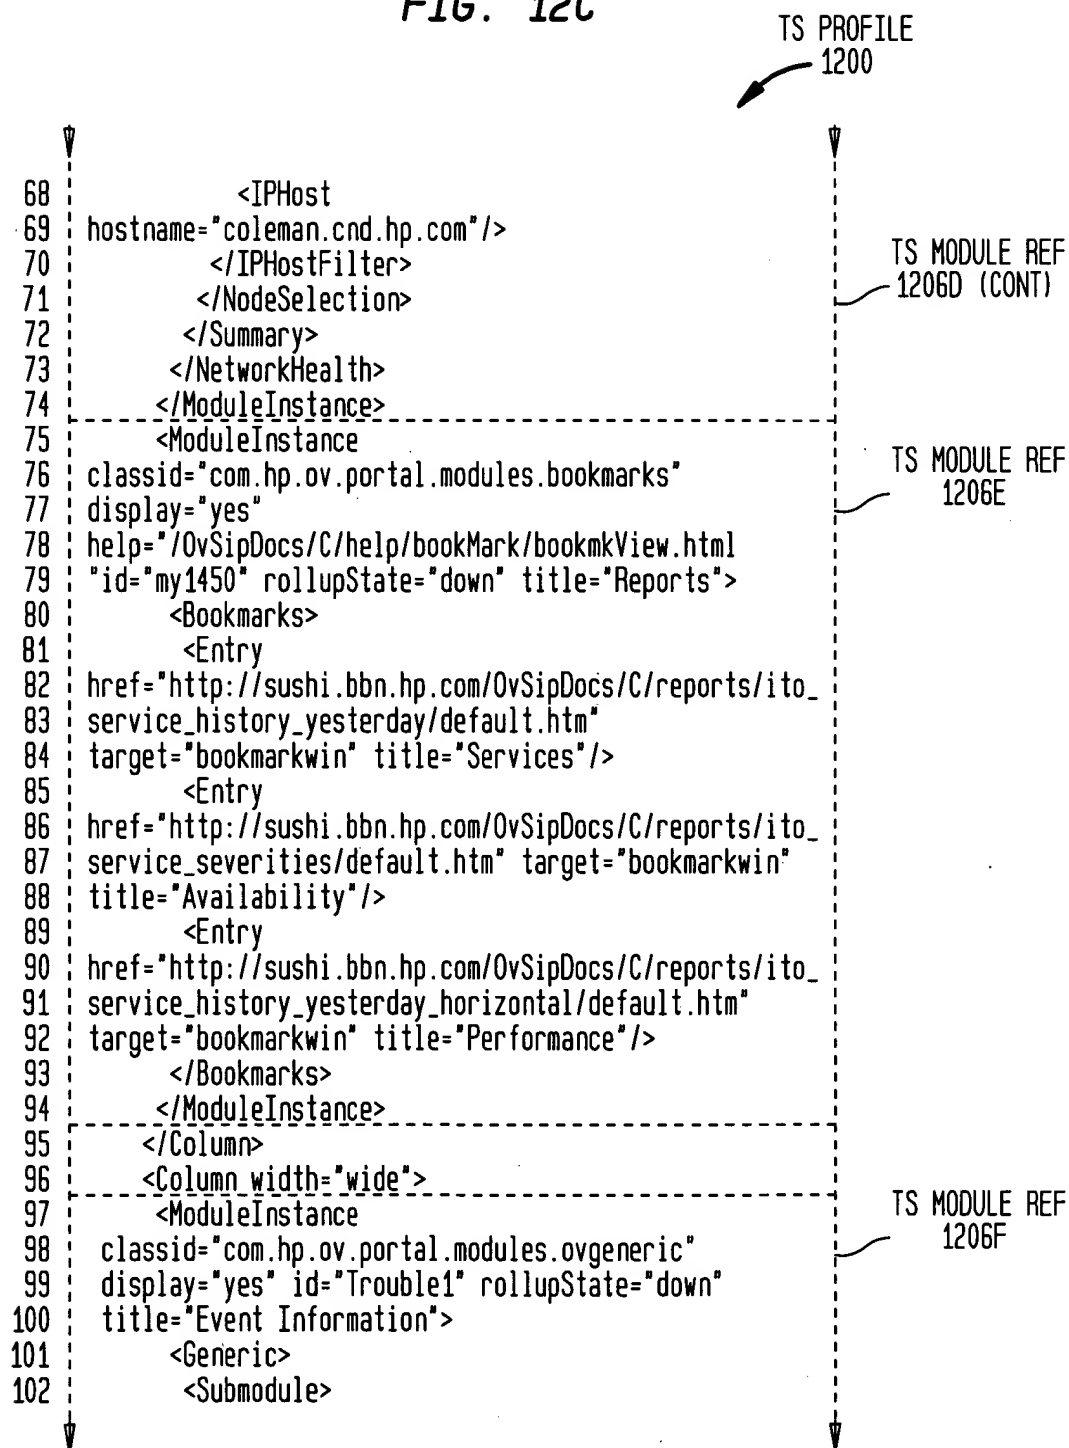 FIG. 12C
TS PROFILE
1200
68 <IPHost
69 hostname="coleman.cnd.hp.com"/>
70 </IPHostFilter>
71 </NodeSelection>
72 </Summary>
73 </NetworkHealth>
74 </ModuleInstance>
TS MODULE REF
1206D (CONT)
75 <ModuleInstance
76 classid="com.hp.ov.portal.modules.bookmarks"
77 display="yes"
78 help="/OvSipDocs/C/help/bookMark/bookmkView.html
79 "id="my1450" rollupState="down" title="Reports">
80 <Bookmarks>
81 <Entry
82 href="http://sushi.bbn.hp.com/OvSipDocs/C/reports/ito_
83 service_history_yesterday/default.htm"
84 target="bookmarkwin" title="Services"/>
85 <Entry
86 href="http://sushi.bbn.hp.com/OvSipDocs/C/reports/ito_
87 service_severities/default.htm" target="bookmarkwin"
88 title="Availability"/>
89 <Entry
90 href="http://sushi.bbn.hp.com/OvSipDocs/C/reports/ito_
91 service_history_yesterday_horizontal/default.htm"
92 target="bookmarkwin" title="Performance"/>
93 </Bookmarks>
94 </ModuleInstance>
TS MODULE REF
1206E
95 </Column>
96 <Column width="wide">
97 <ModuleInstance
98 classid="com.hp.ov.portal.modules.ovgeneric"
99 display="yes" id="Trouble1" rollupState="down"
100 title="Event Information">
101 <Generic>
102 <Submodule>
TS MODULE REF
1206F